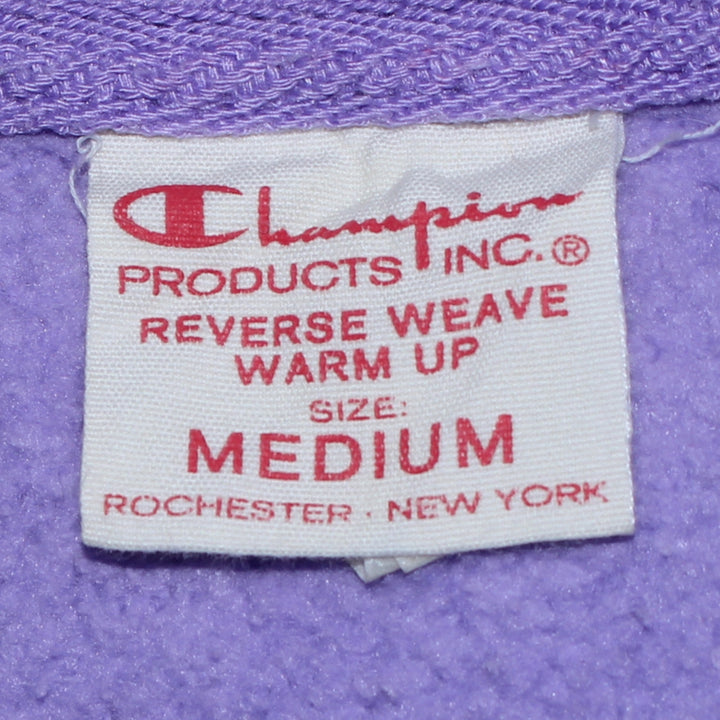 Champion
PRODUCTS INC.®
REVERSE WEAVE
WARM UP
SIZE:
MEDIUM
ROCHESTER · NEW YORK